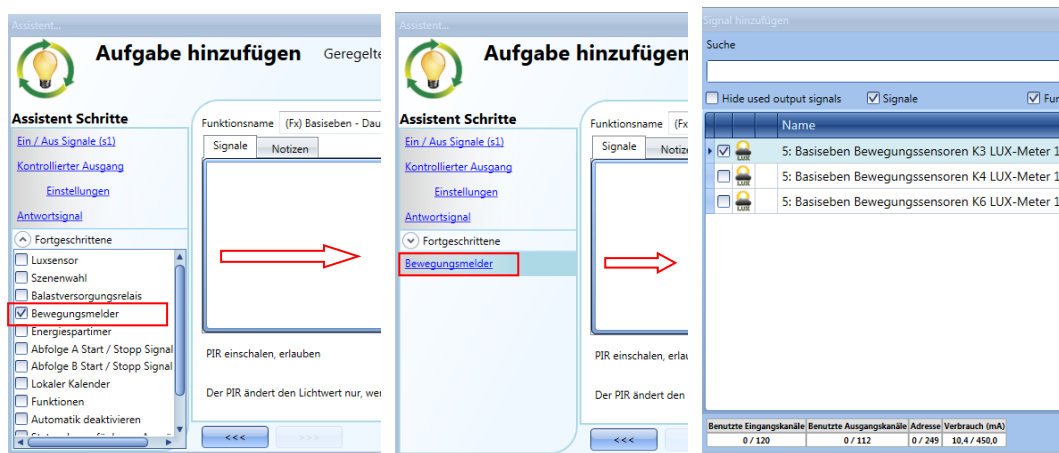 Assistent...
Aufgabe hinzufügen Geregelte
Assistent Schritte
Ein / Aus Signale (s1)
Kontrollierter Ausgang
Einstellungen
Antwortsignal
Fortgeschrittene
Luxsensor
Szenenwahl
Balastversorgungsrelais
Bewegungsmelder
Energiespartimer
Abfolge A Start / Stopp Signal
Abfolge B Start / Stopp Signal
Lokaler Kalender
Funktionen
Automatik deaktivieren
Funktionsname (Fx) Basiseben - Dau
Signale Notizen
PIR einschalen, erlauben
Der PIR ändert den Lichtwert nur, we
<<< >>>
Assistent...
Aufgabe hinzufügen
Assistent Schritte
Ein / Aus Signale (s1)
Kontrollierter Ausgang
Einstellungen
Antwortsignal
Fortgeschrittene
Bewegungsmelder
Funktionsname (Fx
Signale Notize
PIR einschalen, erlau
Der PIR ändert den
<<<
Signal hinzufügen
Suche
Hide used output signals Signale Fur
Name
5: Basiseben Bewegungssensoren K3 LUX-Meter 1
5: Basiseben Bewegungssensoren K4 LUX-Meter 1
5: Basiseben Bewegungssensoren K6 LUX-Meter 1
Benutzte Eingangskanäle Benutzte Ausgangskanäle Adresse Verbrauch (mA)
0 / 120 0 / 112 0 / 249 10,4 / 450,0